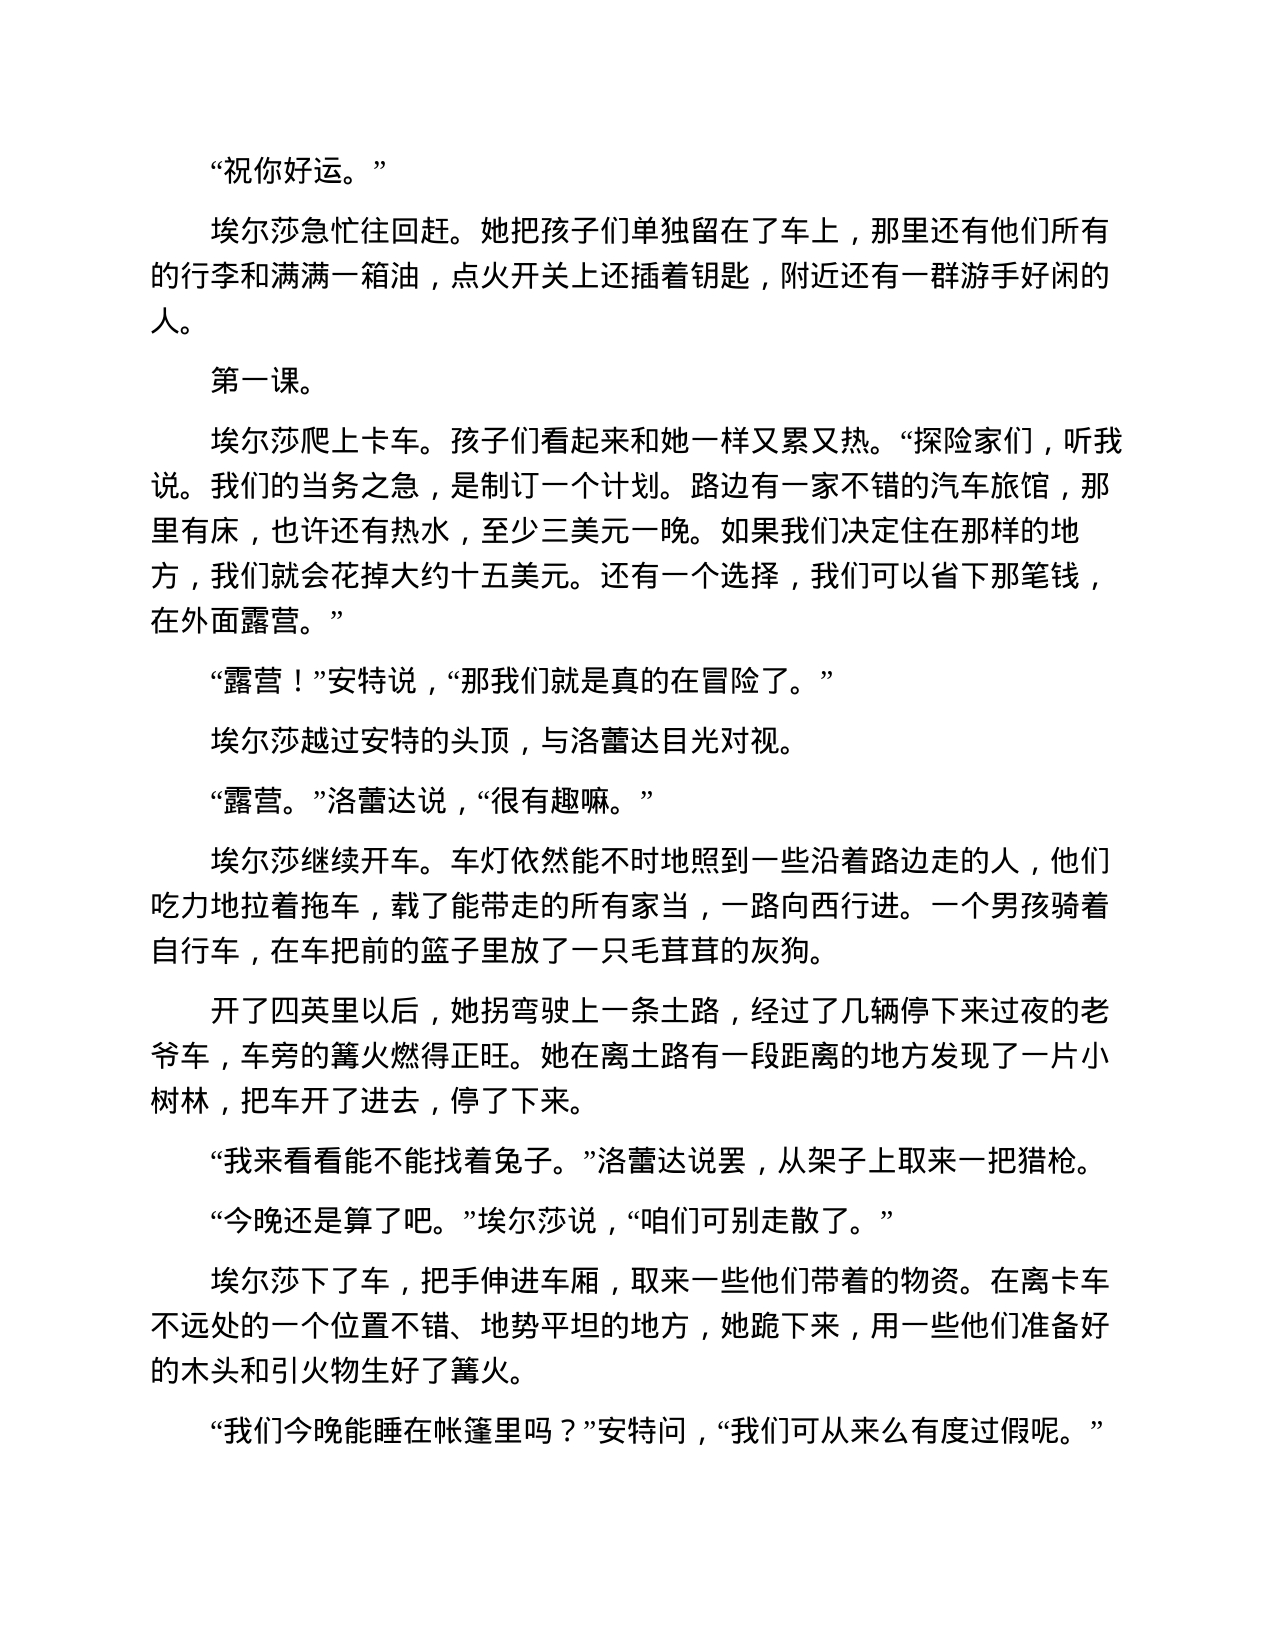 “祝你好运。”
埃尔莎急忙往回赶。她把孩子们单独留在了车上，那里还有他们所有
的行李和满满一箱油，点火开关上还插着钥匙，附近还有一群游手好闲的
人。
第一课。
埃尔莎爬上卡车。孩子们看起来和她一样又累又热。“探险家们，听我
说。我们的当务之急，是制订一个计划。路边有一家不错的汽车旅馆，那
里有床，也许还有热水，至少三美元一晚。如果我们决定住在那样的地
方，我们就会花掉大约十五美元。还有一个选择，我们可以省下那笔钱，
在外面露营。”
“露营！”安特说，“那我们就是真的在冒险了。”
埃尔莎越过安特的头顶，与洛蕾达目光对视。
“露营。”洛蕾达说，“很有趣嘛。”
埃尔莎继续开车。车灯依然能不时地照到一些沿着路边走的人，他们
吃力地拉着拖车，载了能带走的所有家当，一路向西行进。一个男孩骑着
自行车，在车把前的篮子里放了一只毛茸茸的灰狗。
开了四英里以后，她拐弯驶上一条土路，经过了几辆停下来过夜的老
爷车，车旁的篝火燃得正旺。她在离土路有一段距离的地方发现了一片小
树林，把车开了进去，停了下来。
“我来看看能不能找着兔子。”洛蕾达说罢，从架子上取来一把猎枪。
“今晚还是算了吧。”埃尔莎说，“咱们可别走散了。”
埃尔莎下了车，把手伸进车厢，取来一些他们带着的物资。在离卡车
不远处的一个位置不错、地势平坦的地方，她跪下来，用一些他们准备好
的木头和引火物生好了篝火。
“我们今晚能睡在帐篷里吗？”安特问，“我们可从来么有度过假呢。”